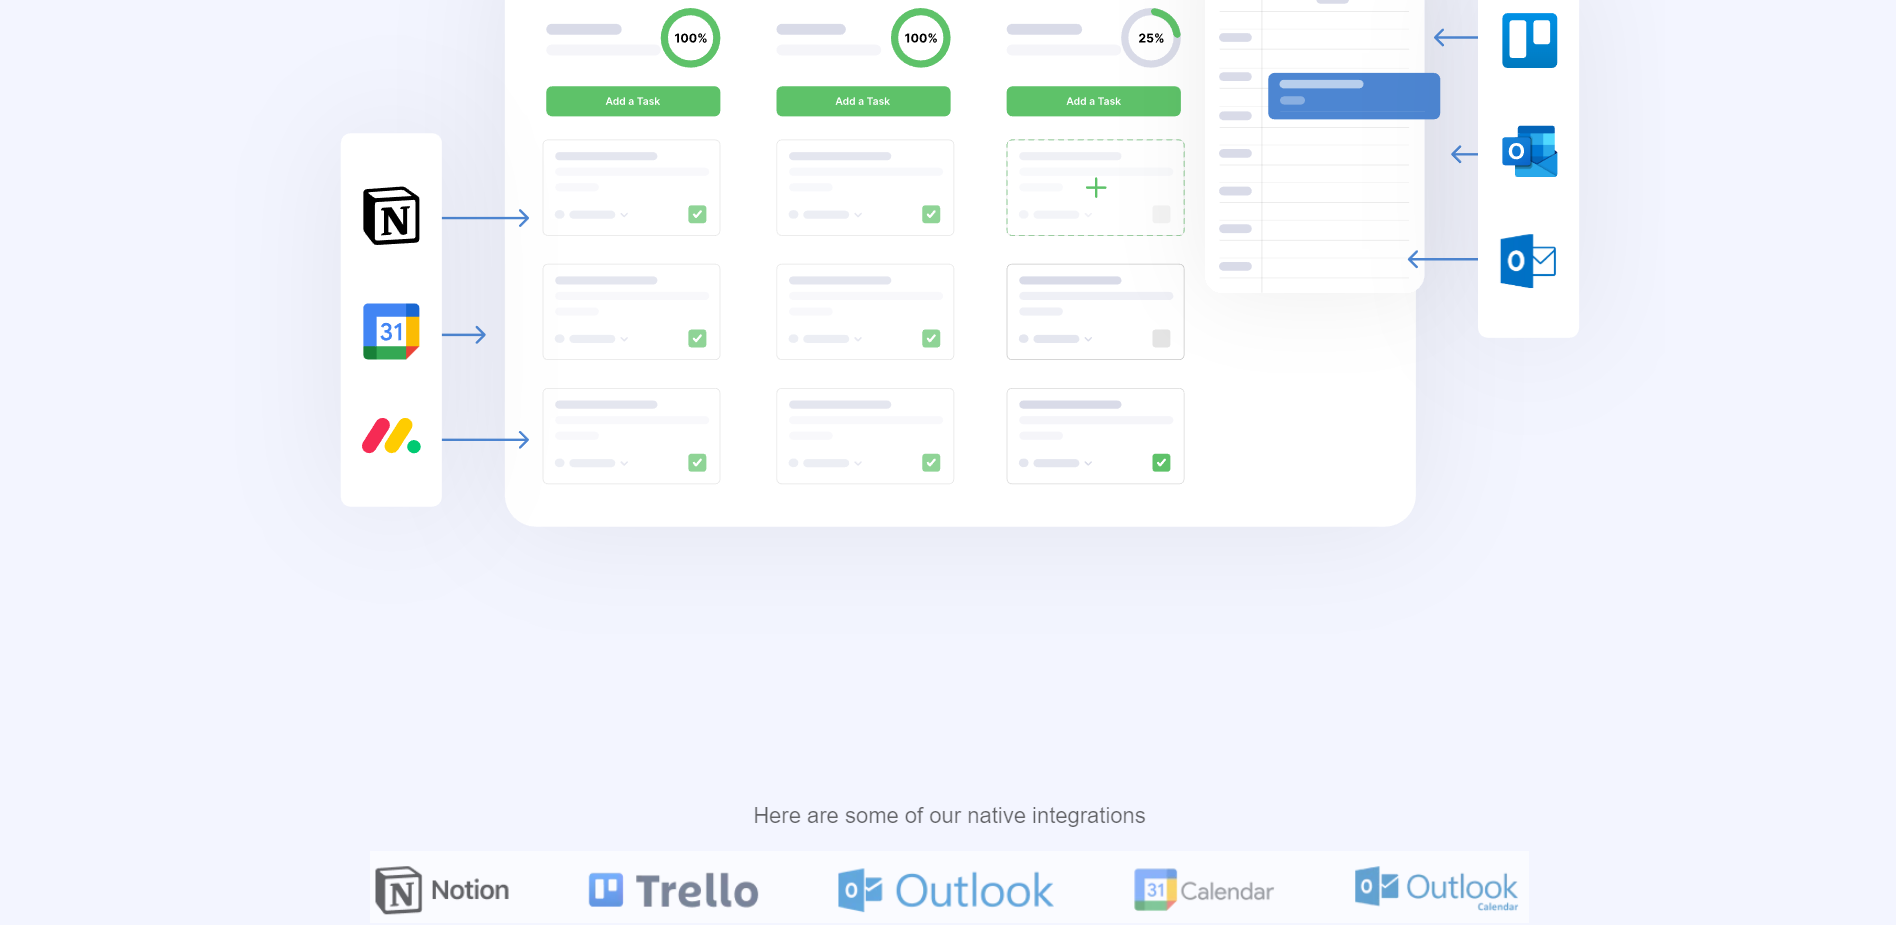 100%
100%
25%
Add a Task
Add a Task
Add a Task
N
31
O
O
Here are some of our native integrations
N Notion
Trello
O Outlook
31 Calendar
O Outlook
Calendar